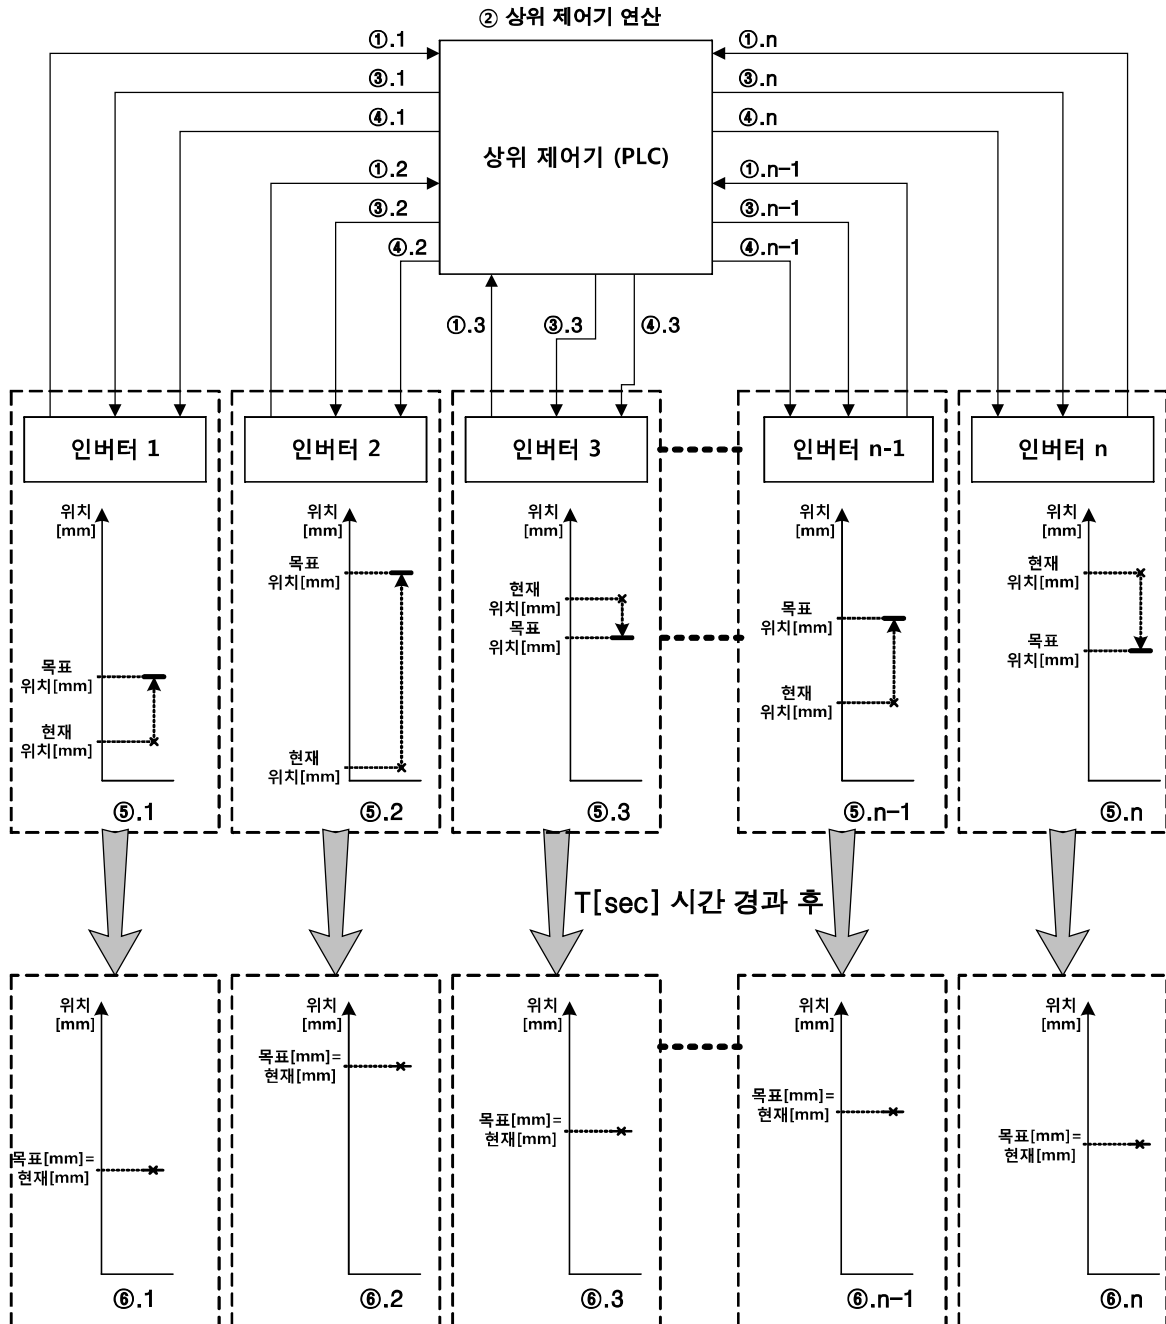 ② 상위 제어기 연산
①.1
①.n
③.1
③.n
④.1
④.n
상위 제어기 (PLC)
①.2
①.n-1
③.2
③.n-1
④.2
④.n-1
①.3
③.3
④.3
인버터 1
인버터 2
인버터 3
인버터 n-1
인버터 n
위치
[mm]
목표
위치[mm]
현재
위치[mm]
⑤.1
위치
[mm]
목표
위치[mm]
현재
위치[mm]
⑤.2
위치
[mm]
현재
위치[mm]
목표
위치[mm]
⑤.3
위치
[mm]
목표
위치[mm]
현재
위치[mm]
⑤.n-1
위치
[mm]
현재
위치[mm]
목표
위치[mm]
⑤.n
T[sec] 시간 경과 후
위치
[mm]
목표[mm]=
현재[mm]
⑥.1
위치
[mm]
목표[mm]=
현재[mm]
⑥.2
위치
[mm]
목표[mm]=
현재[mm]
⑥.3
위치
[mm]
목표[mm]=
현재[mm]
⑥.n-1
위치
[mm]
목표[mm]=
현재[mm]
⑥.n